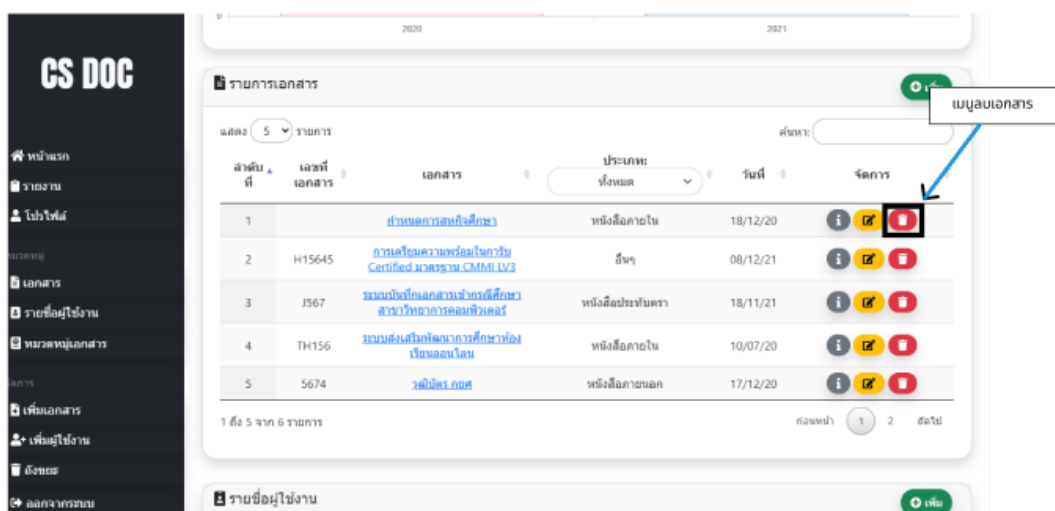 0
2020
2021
CS DOC
รายการเอกสาร
เมนูลบเอกสาร
แสดง 5 รายการ
ค้นหา:
ลำดับ
ที่
เลขที่
เอกสาร
เอกสาร
ประเภท:
ทั้งหมด
วันที่
จัดการ
1
กำหนดการสหกิจศึกษา
หนังสือภายใน
18/12/20
2
H15645
การเตรียมความพร้อมในการับ
Certified มาตรฐาน CMMI LV3
อื่นๆ
08/12/21
3
J567
ระบบบันทึกเอกสารเข้ากรณีศึกษา
สาขาวิทยาการคอมพิวเตอร์
หนังสือประทับตรา
18/11/21
4
TH156
ระบบส่งเสริมพัฒนาการศึกษาห้อง
เรียนออนไลน
หนังสือภายใน
10/07/20
5
5674
วุฒิบัตร กยศ
หนังสือภายนอก
17/12/20
1 ถึง 5 จาก 6 รายการ
ก่อนหน้า 1 2 ถัดไป
รายชื่อผู้ใช้งาน
เพิ่ม
หน้าแรก
รายงาน
โปรไฟล์
หมวดหมู่
เอกสาร
รายชื่อผู้ใช้งาน
หมวดหมู่เอกสาร
จัดการ
เพิ่มเอกสาร
เพิ่มผู้ใช้งาน
ถังขยะ
ออกจากระบบ